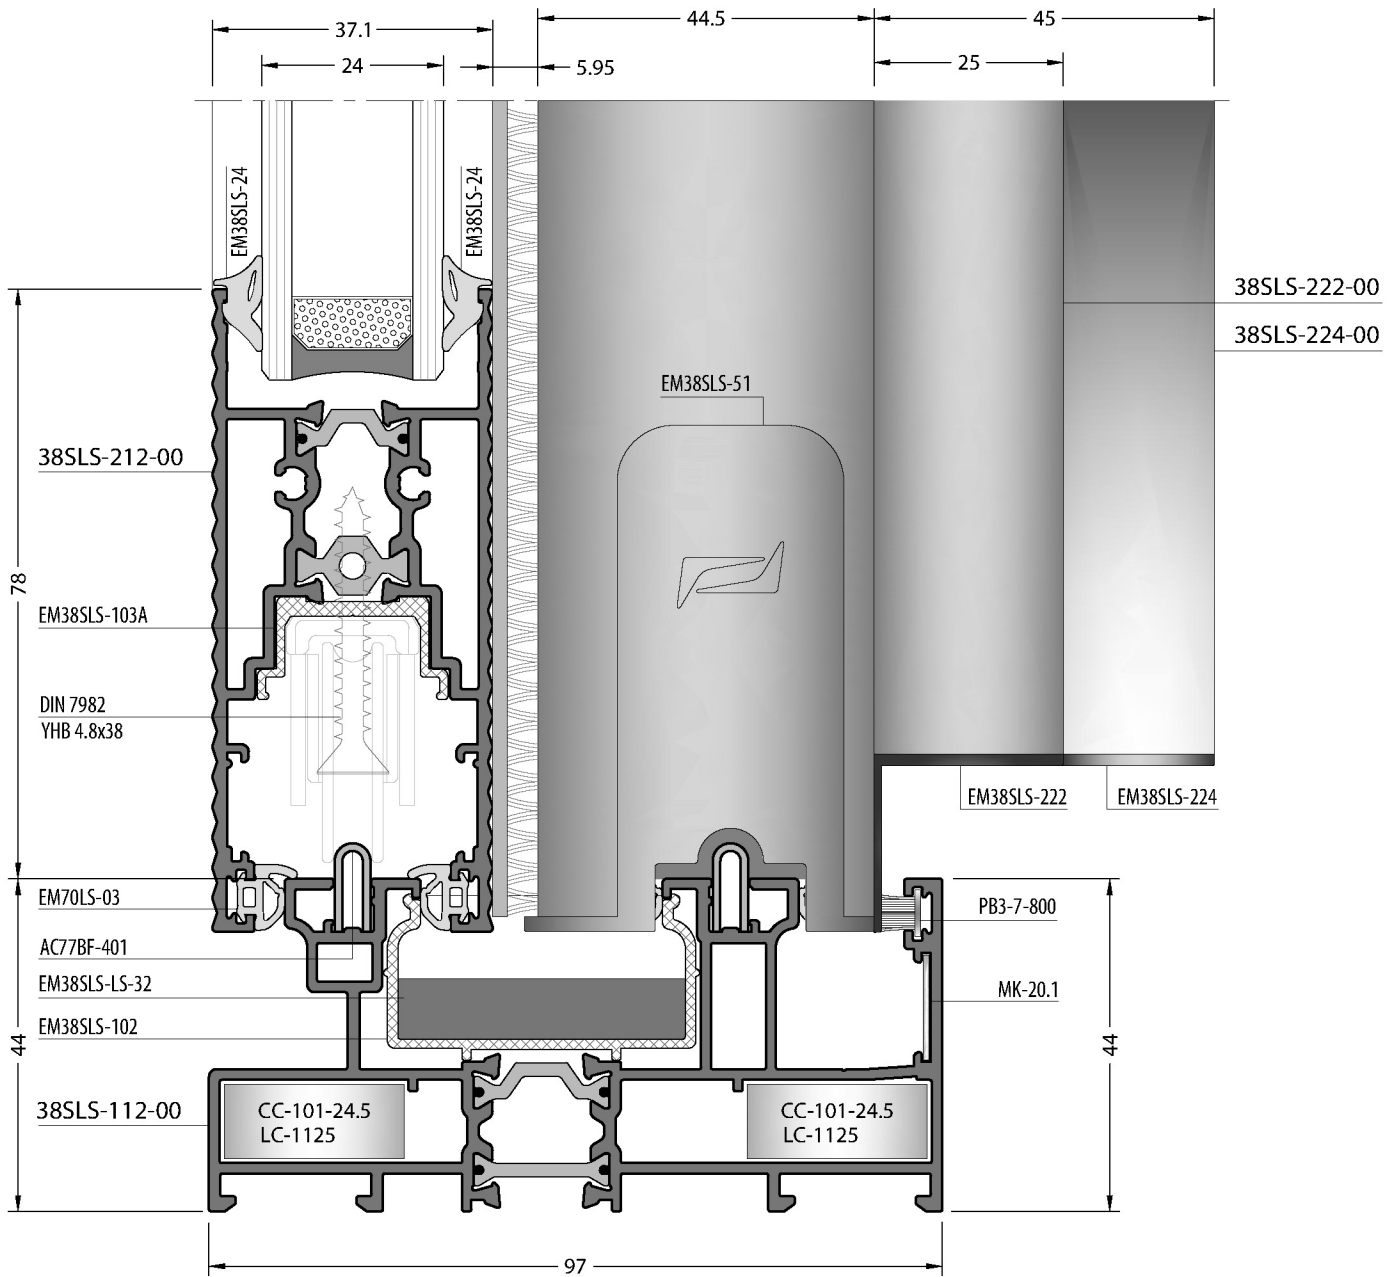 44.5
45
37.1
24
5.95
25
EM38SLS-24
EM38SLS-24
38SLS-222-00
38SLS-224-00
EM38SLS-51
38SLS-212-00
78
EM38SLS-103A
DIN 7982
YHB 4.8x38
EM38SLS-222
EM38SLS-224
EM70LS-03
PB3-7-800
AC77BF-401
EM38SLS-LS-32
MK-20.1
EM38SLS-102
44
44
38SLS-112-00
CC-101-24.5
LC-1125
CC-101-24.5
LC-1125
97